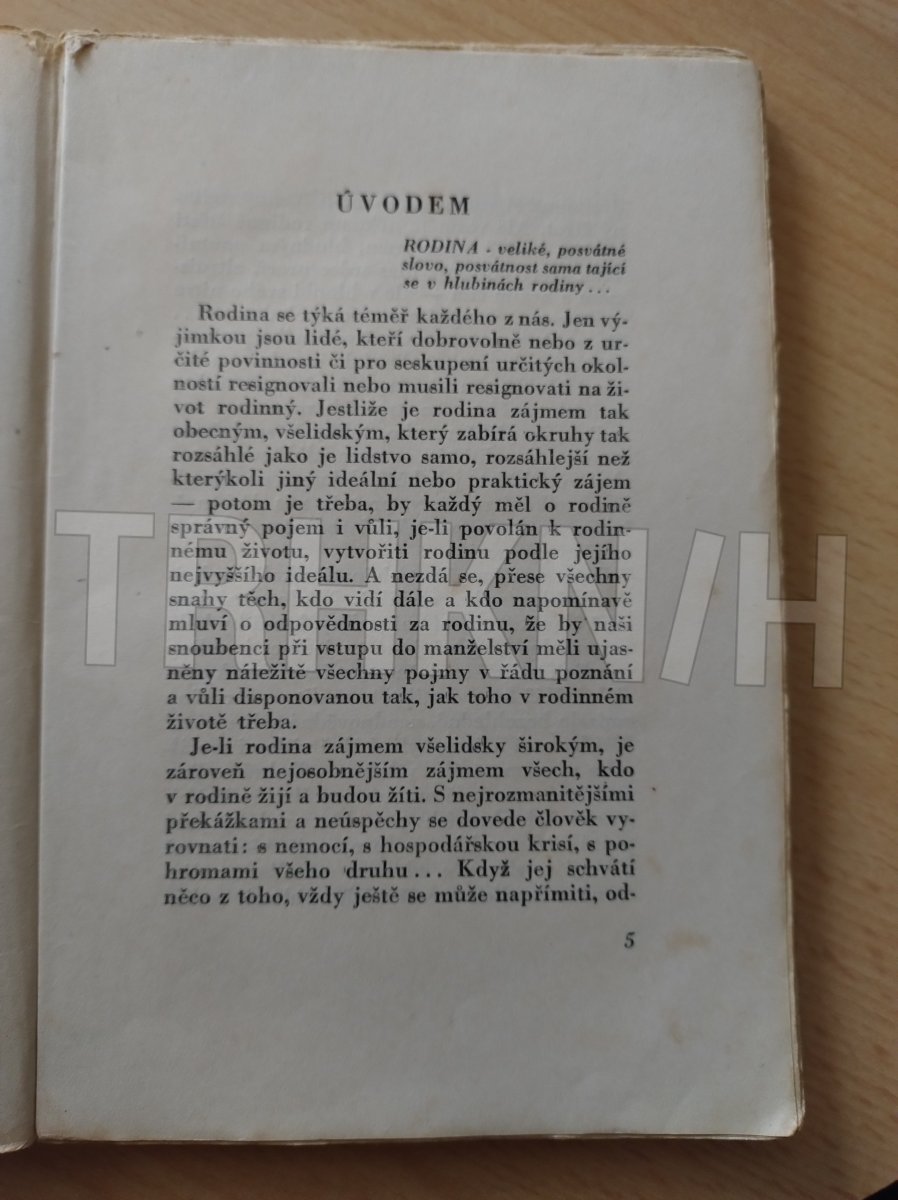 ÚVODEM
RODINA - veliké, posvátné
slovo, posvátnost sama tající
se v hlubinách rodiny...
Rodina se týká téměř každého z nás. Jen vý-
jimkou jsou lidé, kteří dobrovolně nebo z ur-
čité povinnosti či pro seskupení určitých okol-
ností resignovali nebo musili resignovati na ži-
vot rodinný. Jestliže je rodina zájmem tak
obecným, všelidským, který zabírá okruhy tak
rozsáhlé jako je lidstvo samo, rozsáhlejší než
kterýkoli jiný ideální nebo praktický zájem
— potom je třeba, by každý měl o rodině
správný pojem i vůli, je-li povolán k rodin-
nému životu, vytvořiti rodinu podle jejího
nejvyššího ideálu. A nezdá se, přese všechny
snahy těch, kdo vidí dále a kdo napomínavě
mluví o odpovědnosti za rodinu, že by naši
snoubenci při vstupu do manželství měli ujas-
něny náležitě všechny pojmy v řádu poznání
a vůli disponovanou tak, jak toho v rodinném
životě třeba.
Je-li rodina zájmem všelidsky širokým, je
zároveň nejosobnějším zájmem všech, kdo
v rodině žijí a budou žíti. S nejrozmanitějšími
překážkami a neúspěchy se dovede člověk vy-
rovnati: s nemocí, s hospodářskou krisí, s po-
hromami všeho druhu... Když jej schvátí
něco z toho, vždy ještě se může napřímiti, od-
5
TRHKNIH